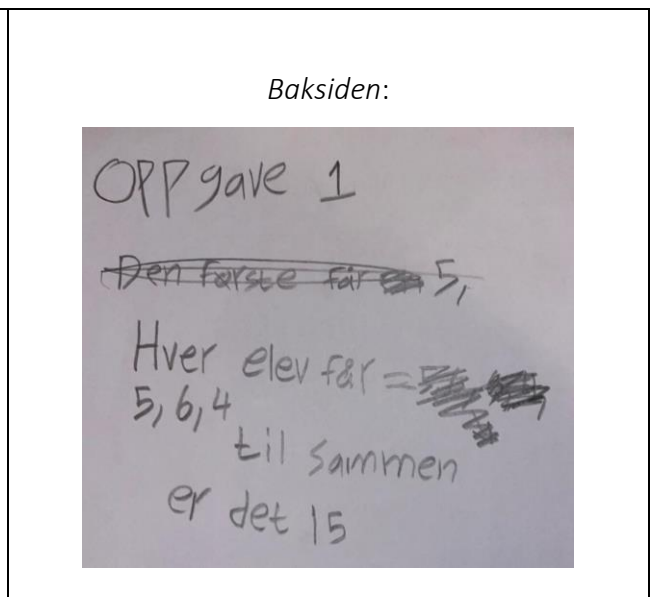 Baksiden:
Oppgave 1
Den første får 5,
Hver elev får =
5, 6, 4
til sammen
er det 15